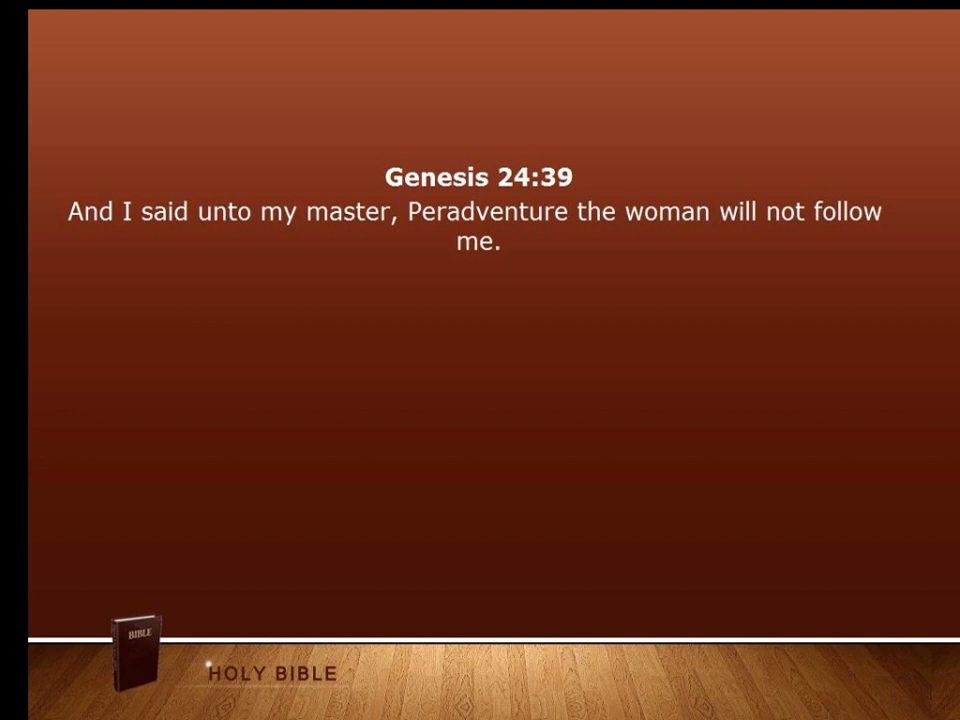 Genesis 24:39
And I said unto my master, Peradventure the woman will not follow
me.
BIBLE
HOLY BIBLE